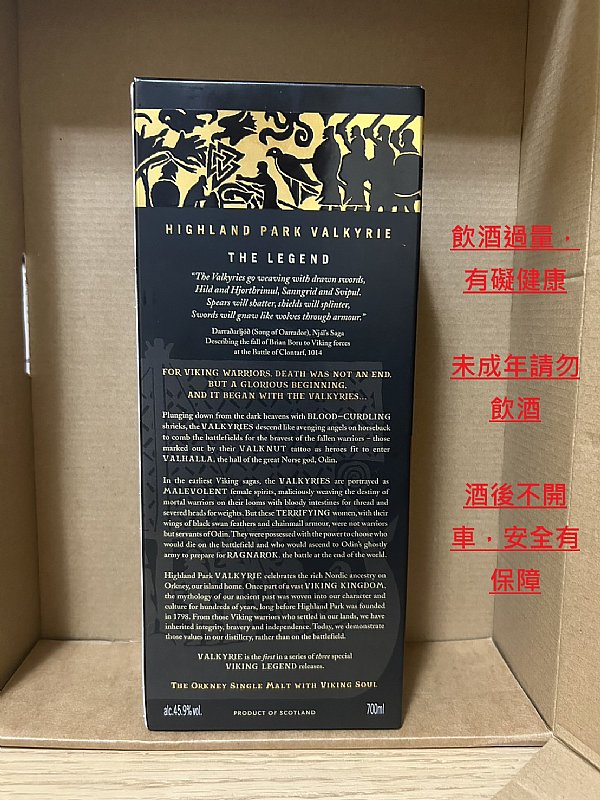 HIGHLAND PARK VALKYRIE
THE LEGEND
"The Valkyries go weaving with drawn swords,
Hild and Hjorthrimul, Sanngrid and Svipul.
Spears will shatter, shields will splinter,
Swords will gnaw like wolves through armour."
Darraðarljóð (Song of Oarrador), Njál's Saga
Describing the fall of Brian Boru to Viking forces
at the Battle of Clontarf, 1014
FOR VIKING WARRIORS, DEATH WAS NOT AN END,
BUT A GLORIOUS BEGINNING.
AND IT BEGAN WITH THE VALKYRIES...
Plunging down from the dark heavens with BLOOD-CURDLING
shrieks, the VALKYRIES descend like avenging angels on horseback
to comb the battlefields for the bravest of the fallen warriors – those
marked out by their VALKNUT tattoo as heroes fit to enter
VALHALLA, the hall of the great Norse god, Odin.
In the earliest Viking sagas, the VALKYRIES are portrayed as
MALEVOLENT female spirits, maliciously weaving the destiny of
mortal warriors on their looms with bloody intestines for thread and
severed heads for weights. But these TERRIFYING women, with their
wings of black swan feathers and chainmail armour, were not warriors
but servants of Odin. They were possessed with the power to choose who
would die on the battlefield and who would ascend to Odin's ghostly
army to prepare for RAGNAROK, the battle at the end of the world.
Highland Park VALKYRIE celebrates the rich Nordic ancestry on
Orkney, our island home. Once part of a vast VIKING KINGDOM,
the mythology of our ancient past was woven into our character and
culture for hundreds of years, long before Highland Park was founded
in 1798. From those Viking warriors who settled in our lands, we have
inherited integrity, bravery and independence. Today, we demonstrate
those values in our distillery, rather than on the battlefield.
VALKYRIE is the first in a series of three special
VIKING LEGEND releases.
THE ORKNEY SINGLE MALT WITH VIKING SOUL
alc.45.9%vol.
PRODUCT OF SCOTLAND
700ml
飲酒過量，
有礙健康
未成年請勿
飲酒
酒後不開
車，安全有
保障